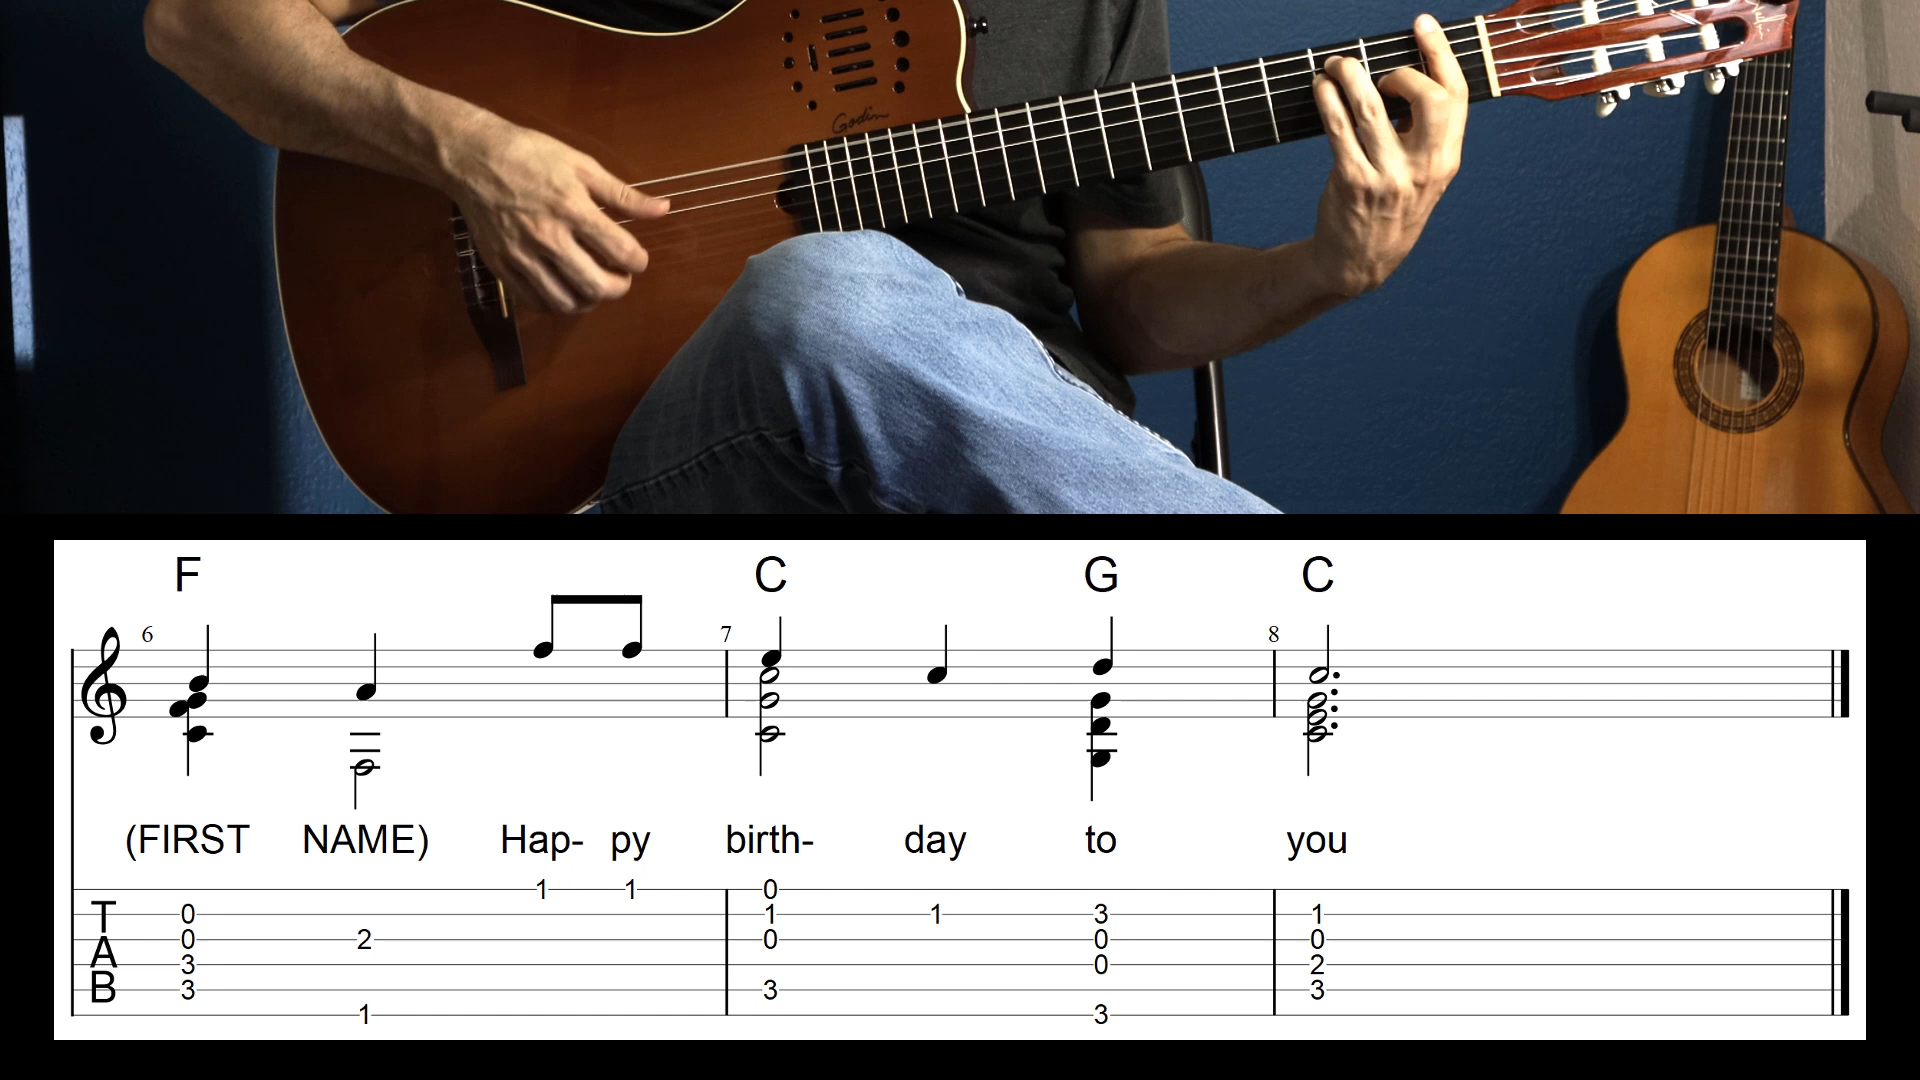 Godin
F C G C
6 7 8
(FIRST NAME) Hap- py birth- day to you
1 1 0
T 0 1 1 3 1
0 2 0 3 0 0
A 3 0 2
B 3 3 3
1 3